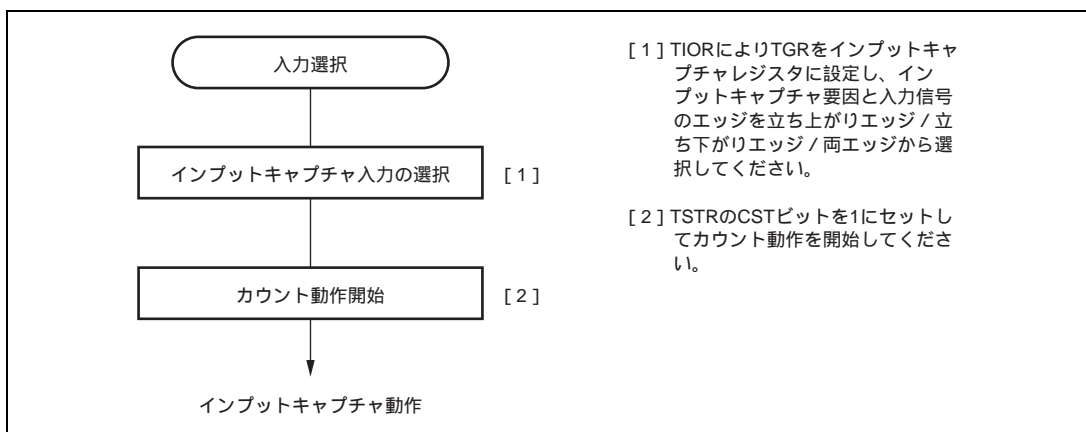 入力選択
インプットキャプチャ入力の選択 [1]
カウント動作開始 [2]
インプットキャプチャ動作
[1] TIORによりTGRをインプットキャ
プチャレジスタに設定し、イン
プットキャプチャ要因と入力信号
のエッジを立ち上がりエッジ/立
ち下がりエッジ/両エッジから選
択してください。
[2] TSTRのCSTビットを1にセットし
てカウント動作を開始してくださ
い。